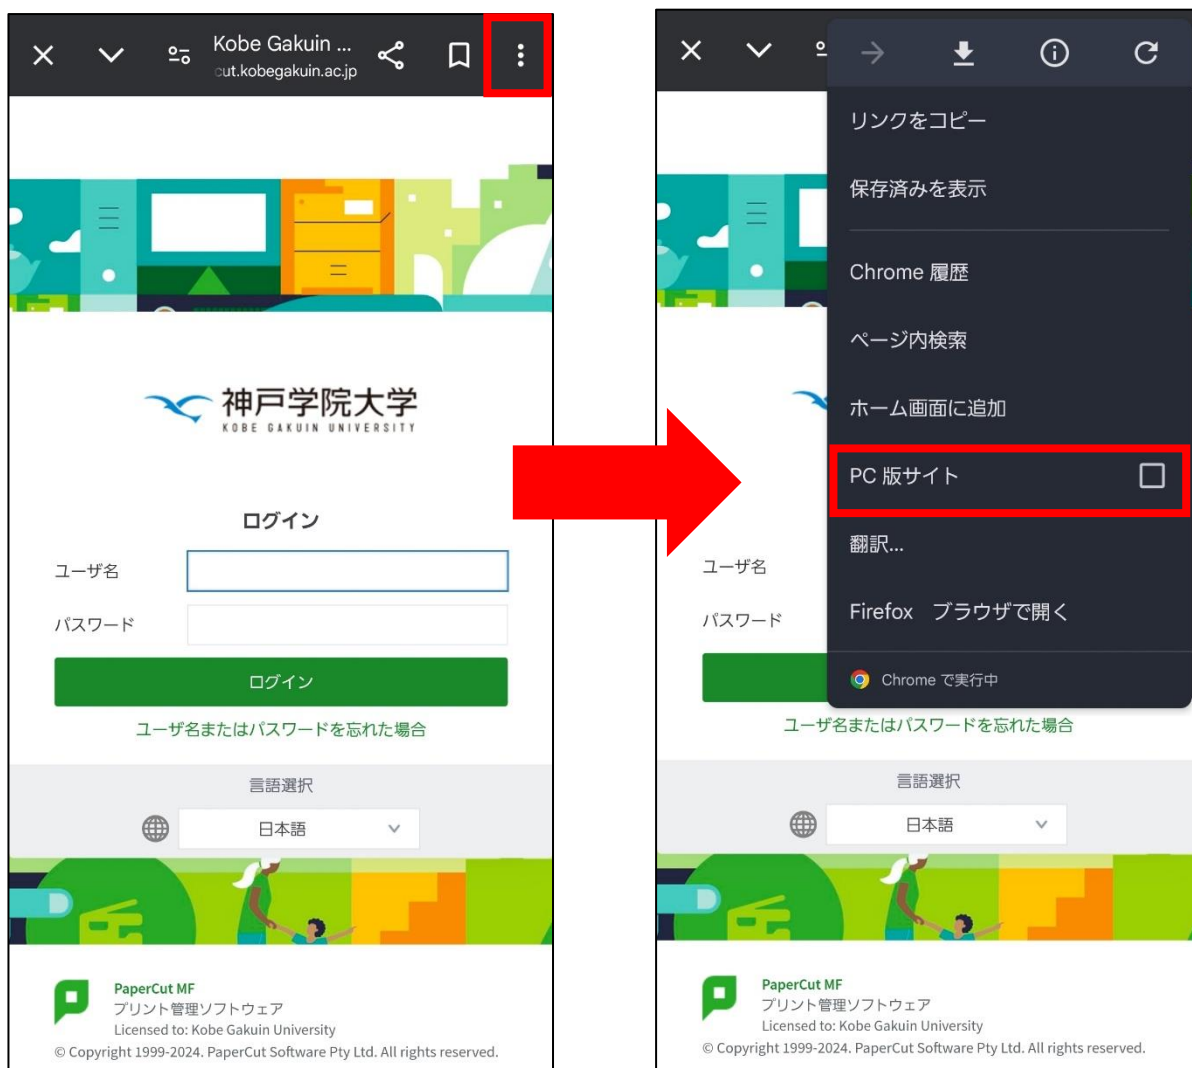 Kobe Gakuin ...
cut.kobegakuin.ac.jp
神戸学院大学
KOBE GAKUIN UNIVERSITY
ログイン
ユーザ名
パスワード
ログイン
ユーザ名またはパスワードを忘れた場合
言語選択
日本語
PaperCut MF
プリント管理ソフトウェア
Licensed to: Kobe Gakuin University
© Copyright 1999-2024. PaperCut Software Pty Ltd. All rights reserved.
リンクをコピー
保存済みを表示
Chrome 履歴
ページ内検索
ホーム画面に追加
PC 版サイト
翻訳...
Firefox ブラウザで開く
Chrome で実行中
ユーザ名
パスワード
ユーザ名またはパスワードを忘れた場合
言語選択
日本語
PaperCut MF
プリント管理ソフトウェア
Licensed to: Kobe Gakuin University
© Copyright 1999-2024. PaperCut Software Pty Ltd. All rights reserved.